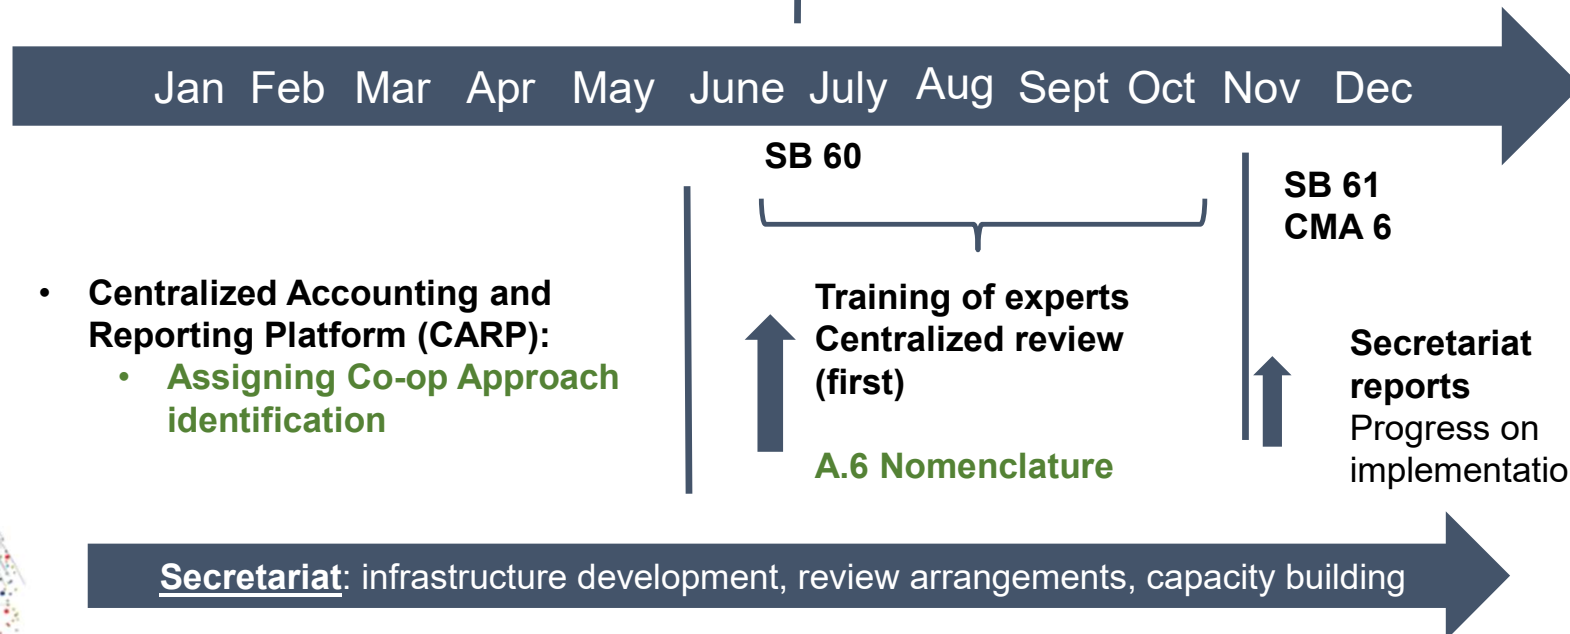 Jan Feb Mar Apr May June July Aug Sept Oct Nov Dec
SB 60
SB 61
CMA 6
• Centralized Accounting and
Reporting Platform (CARP):
• Assigning Co-op Approach
identification
Training of experts
Centralized review
(first)
A.6 Nomenclature
Secretariat
reports
Progress on
implementatio
Secretariat: infrastructure development, review arrangements, capacity building